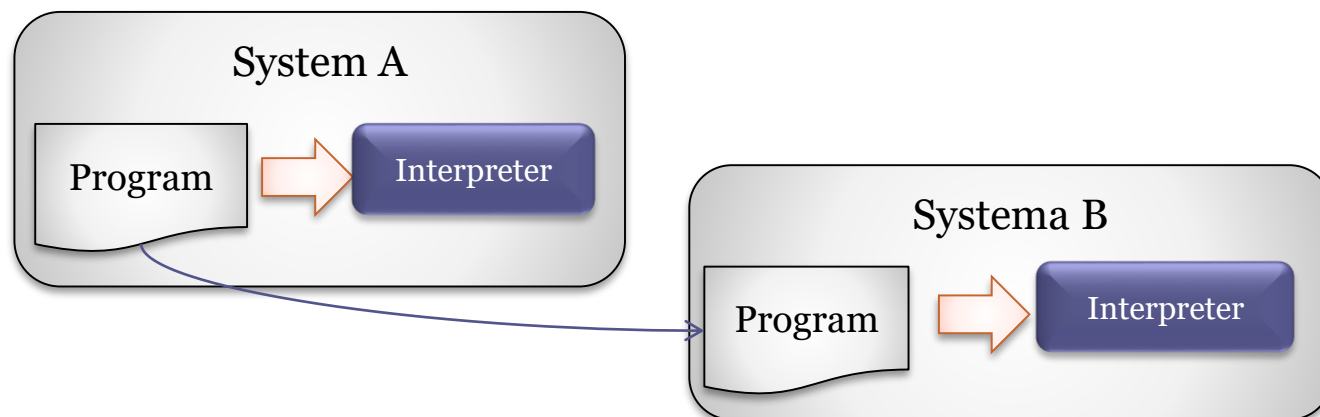 System A
Program
Interpreter
Systema B
Program
Interpreter